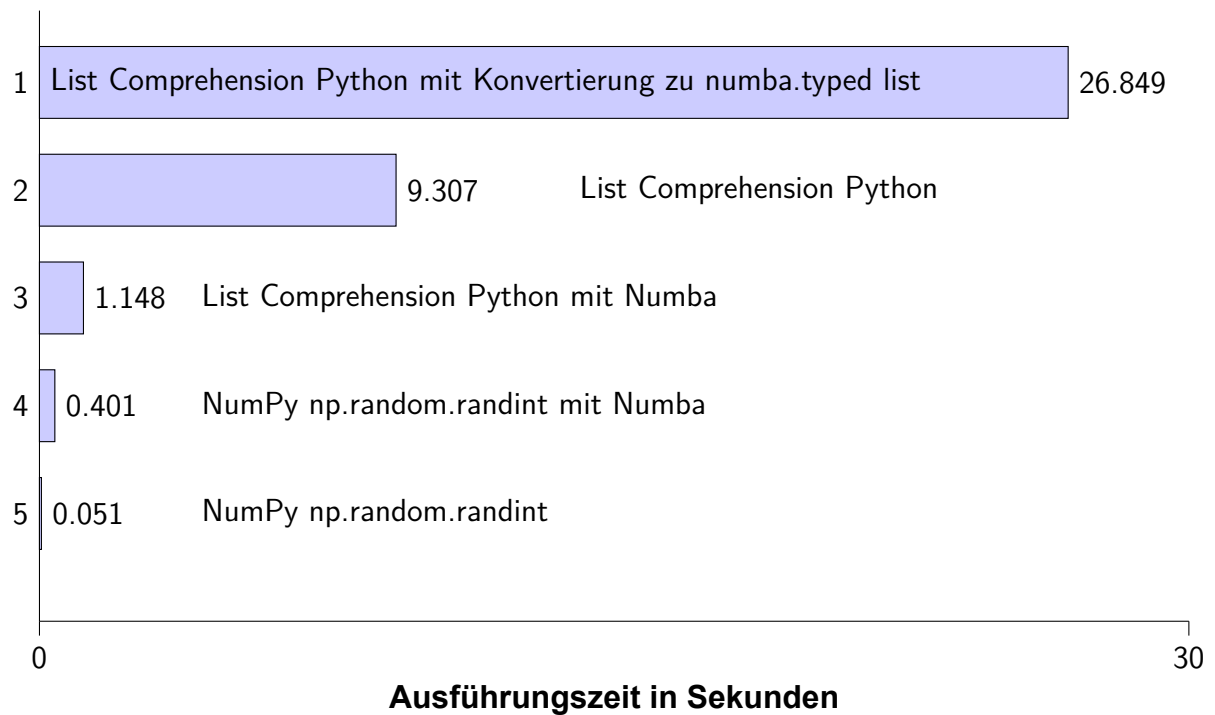 1 List Comprehension Python mit Konvertierung zu numba.typed list 26.849
2 9.307 List Comprehension Python
3 1.148 List Comprehension Python mit Numba
4 0.401 NumPy np.random.randint mit Numba
5 0.051 NumPy np.random.randint
0 30
Ausführungszeit in Sekunden